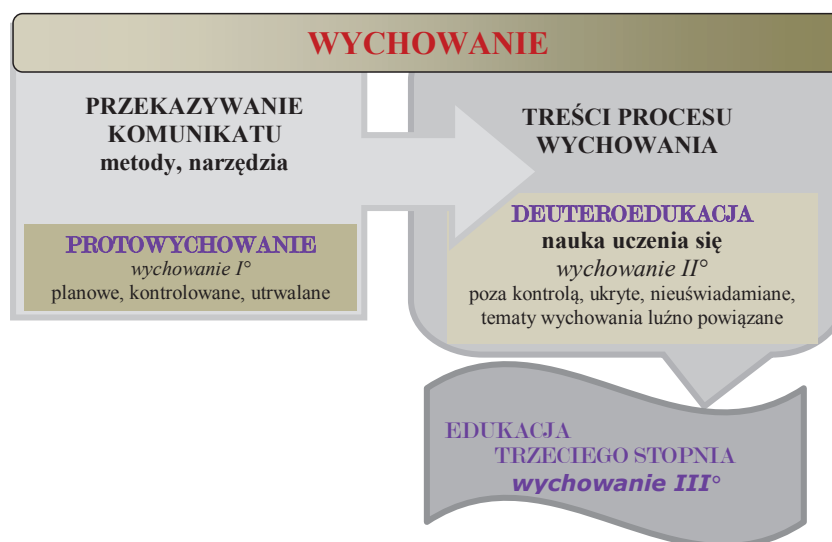 WYCHOWANIE
PRZEKAZYWANIE
KOMUNIKATU
metody, narzędzia
PROTOWYCHOWANIE
wychowanie I°
planowe, kontrolowane, utrwalane
TREŚCI PROCESU
WYCHOWANIA
DEUTEROEDUKACJA
nauka uczenia się
wychowanie II°
poza kontrolą, ukryte, nieuświadamiane,
tematy wychowania luźno powiązane
EDUKACJA
TRZECIEGO STOPNIA
wychowanie III°